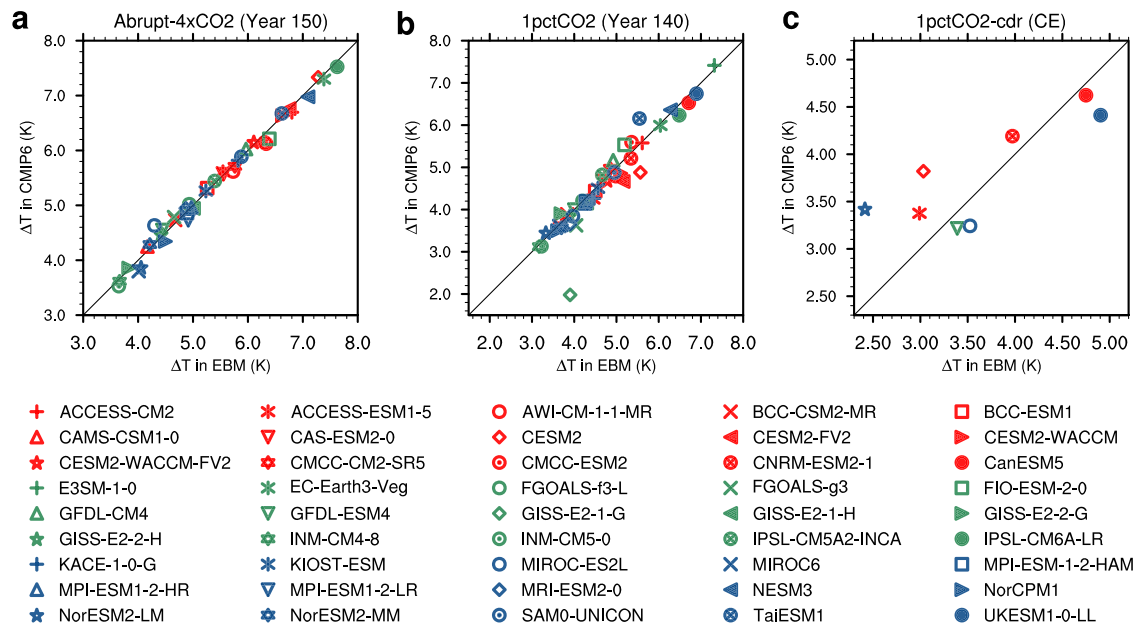 a Abrupt-4xCO2 (Year 150)
b 1pctCO2 (Year 140)
c 1pctCO2-cdr (CE)
8.0
7.0
6.0
5.0
4.0
3.0
ΔT in CMIP6 (K)
3.0 4.0 5.0 6.0 7.0 8.0
ΔT in EBM (K)
8.0
7.0
6.0
5.0
4.0
3.0
2.0
ΔT in CMIP6 (K)
2.0 3.0 4.0 5.0 6.0 7.0 8.0
ΔT in EBM (K)
5.00
4.50
4.00
3.50
3.00
2.50
ΔT in CMIP6 (K)
2.50 3.00 3.50 4.00 4.50 5.00
ΔT in EBM (K)
ACCESS-CM2 ACCESS-ESM1-5 AWI-CM-1-1-MR BCC-CSM2-MR BCC-ESM1
CAMS-CSM1-0 CAS-ESM2-0 CESM2 CESM2-FV2 CESM2-WACCM
CESM2-WACCM-FV2 CMCC-CM2-SR5 CMCC-ESM2 CNRM-ESM2-1 CanESM5
E3SM-1-0 EC-Earth3-Veg FGOALS-f3-L FGOALS-g3 FIO-ESM-2-0
GFDL-CM4 GFDL-ESM4 GISS-E2-1-G GISS-E2-1-H GISS-E2-2-G
GISS-E2-2-H INM-CM4-8 INM-CM5-0 IPSL-CM5A2-INCA IPSL-CM6A-LR
KACE-1-0-G KIOST-ESM MIROC-ES2L MIROC6 MPI-ESM-1-2-HAM
MPI-ESM1-2-HR MPI-ESM1-2-LR MRI-ESM2-0 NESM3 NorCPM1
NorESM2-LM NorESM2-MM SAM0-UNICON TaiESM1 UKESM1-0-LL